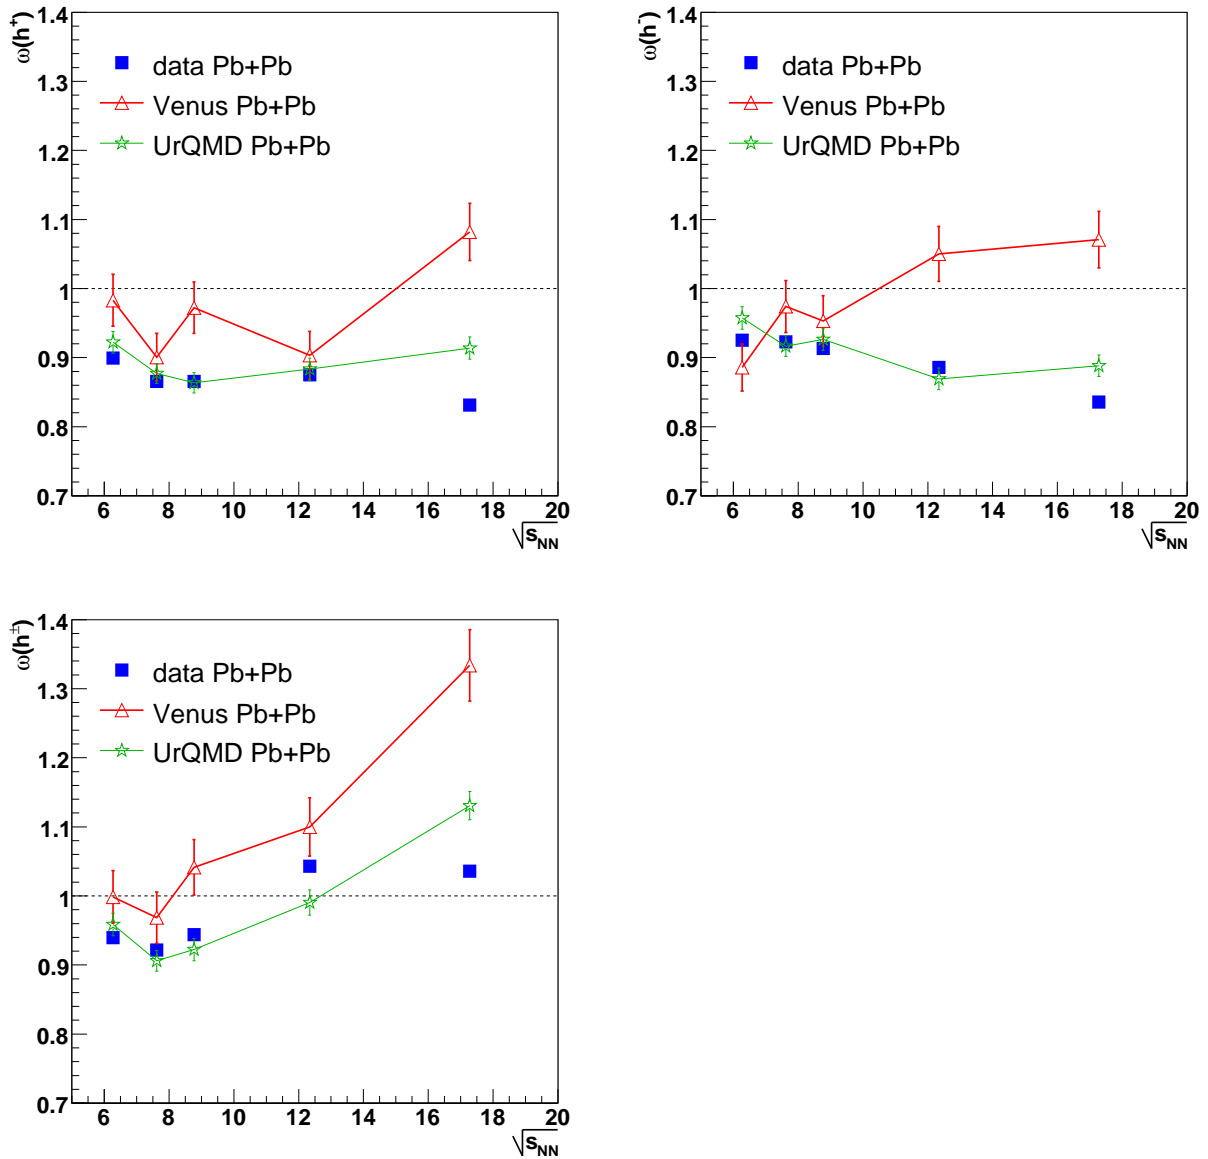 ω(h⁺)
1.4
1.3
1.2
1.1
1
0.9
0.8
0.7
data Pb+Pb
Venus Pb+Pb
UrQMD Pb+Pb
6 8 10 12 14 16 18 20
√s_NN
ω(h⁻)
1.4
1.3
1.2
1.1
1
0.9
0.8
0.7
data Pb+Pb
Venus Pb+Pb
UrQMD Pb+Pb
6 8 10 12 14 16 18 20
√s_NN
ω(h±)
1.4
1.3
1.2
1.1
1
0.9
0.8
0.7
data Pb+Pb
Venus Pb+Pb
UrQMD Pb+Pb
6 8 10 12 14 16 18 20
√s_NN